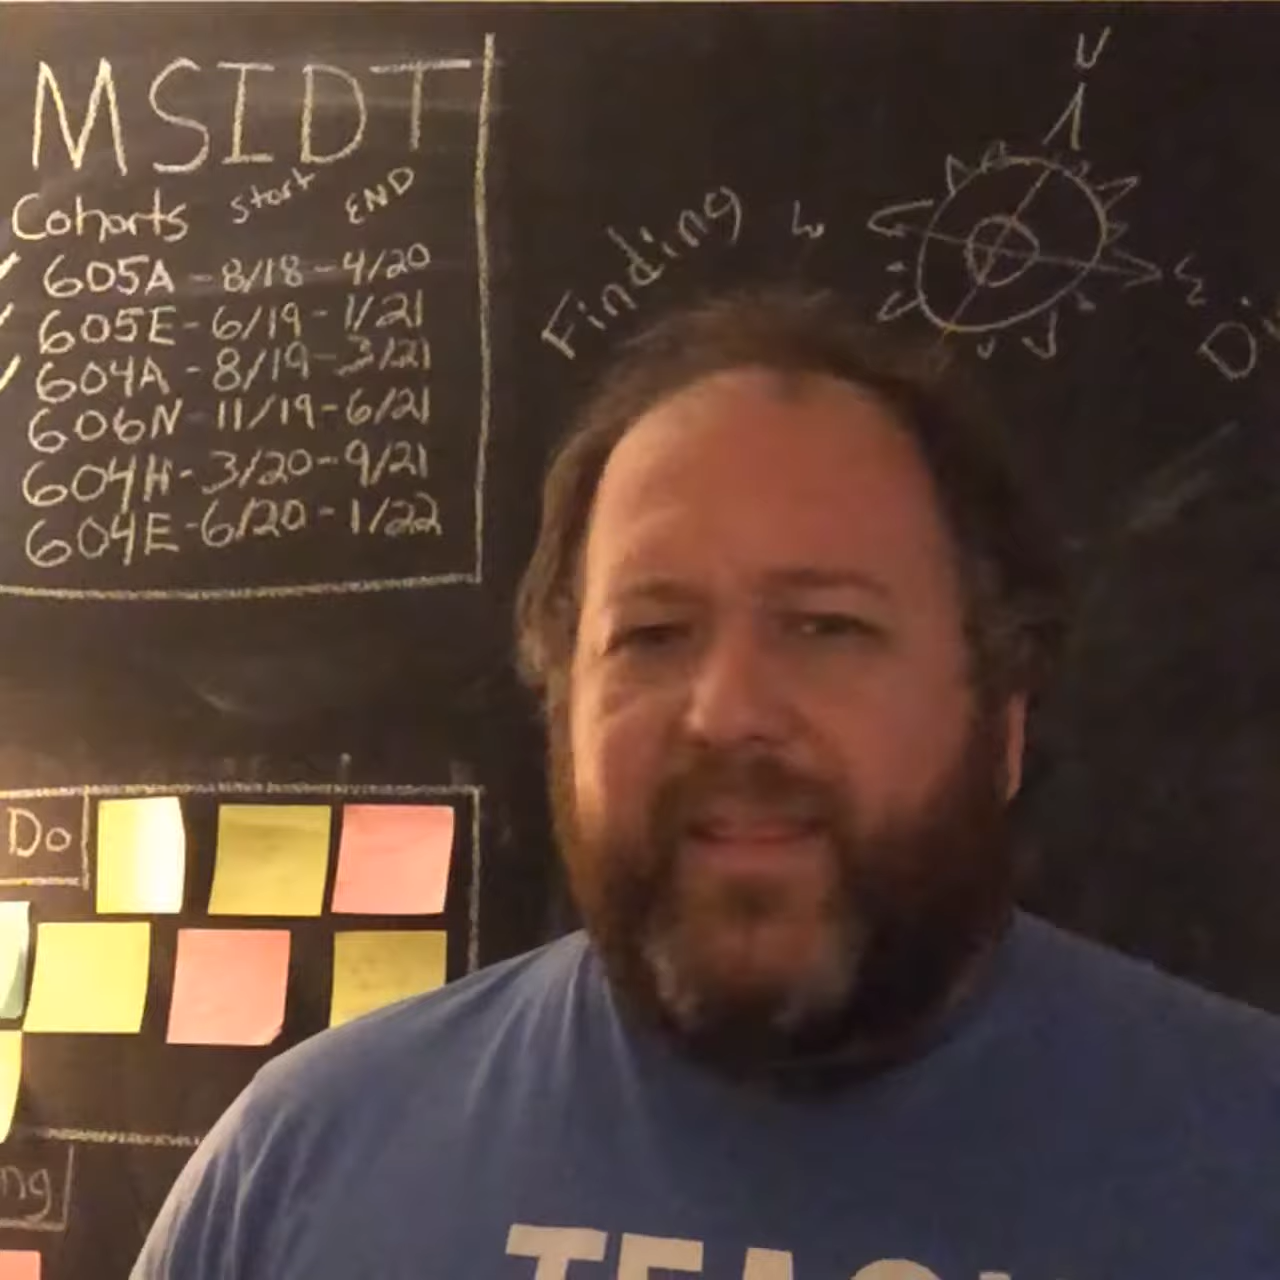 MSIDT
Cohorts start END
605A - 8/18 - 4/20
605E - 6/19 - 1/21
604A - 8/19 - 3/21
606N - 11/19 - 6/21
604H - 3/20 - 9/21
604E - 6/20 - 1/22
Finding
N
W
E
Do
ng